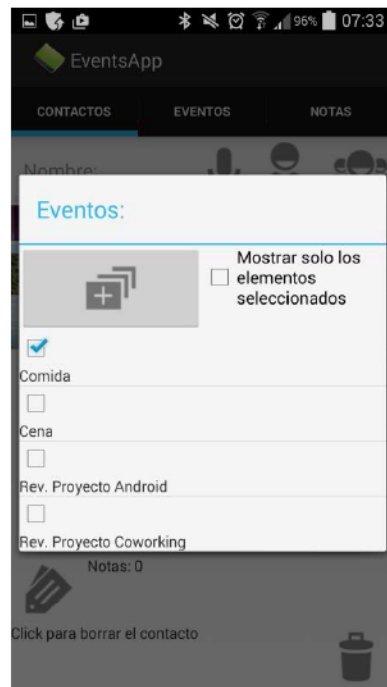 96% 07:33
EventsApp
CONTACTOS EVENTOS NOTAS
Nombre:
Eventos:
Mostrar solo los
elementos
seleccionados
Comida
Cena
Rev. Proyecto Android
Rev. Proyecto Coworking
Notas: 0
Click para borrar el contacto